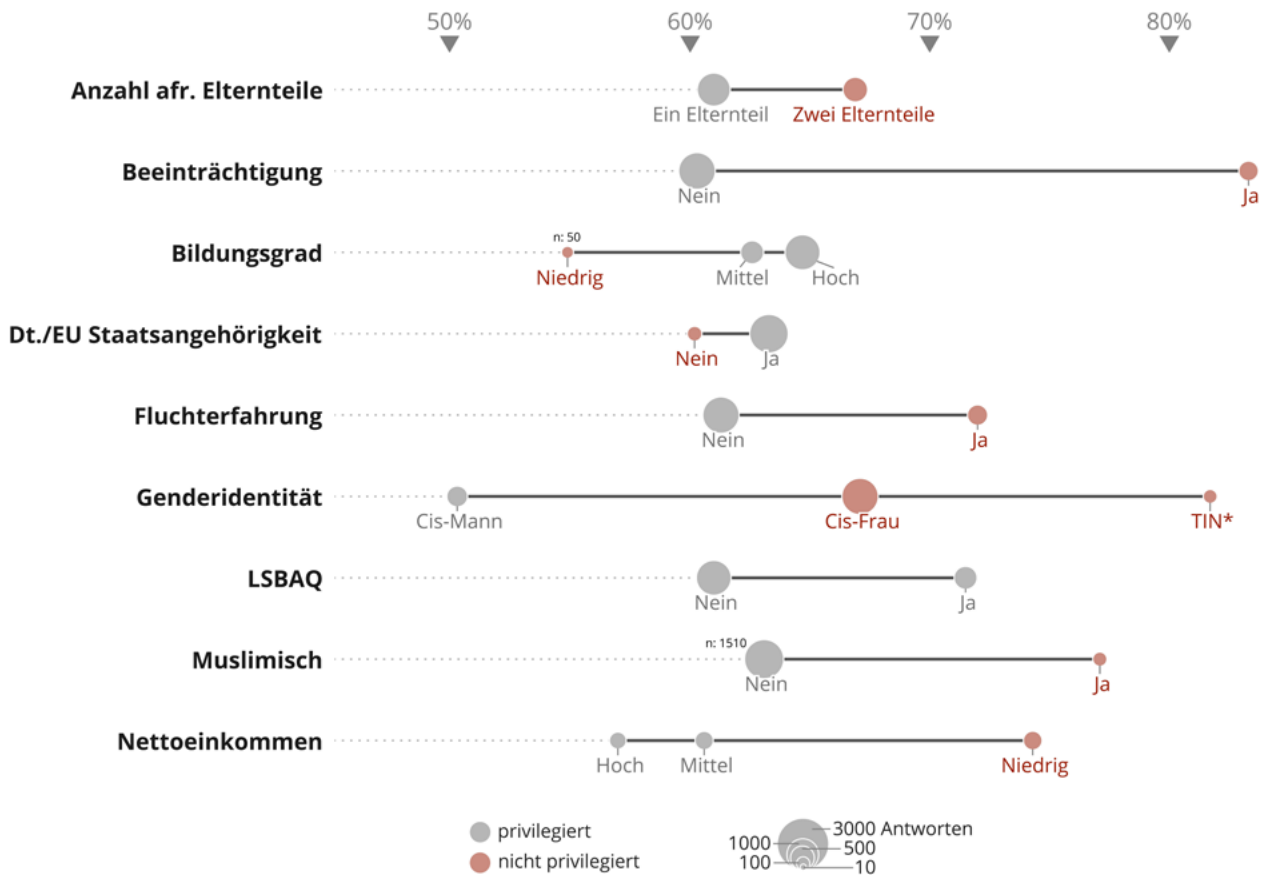 50% 60% 70% 80%
Anzahl afr. Elternteile
Ein Elternteil Zwei Elternteile
Beeinträchtigung
Nein Ja
n: 50
Bildungsgrad
Niedrig Mittel Hoch
Dt./EU Staatsangehörigkeit
Nein Ja
Fluchterfahrung
Nein Ja
Genderidentität
Cis-Mann Cis-Frau TIN*
LSBAQ
Nein Ja
n: 1510
Muslimisch
Nein Ja
Nettoeinkommen
Hoch Mittel Niedrig
privilegiert
nicht privilegiert
3000 Antworten
1000 500
100 10